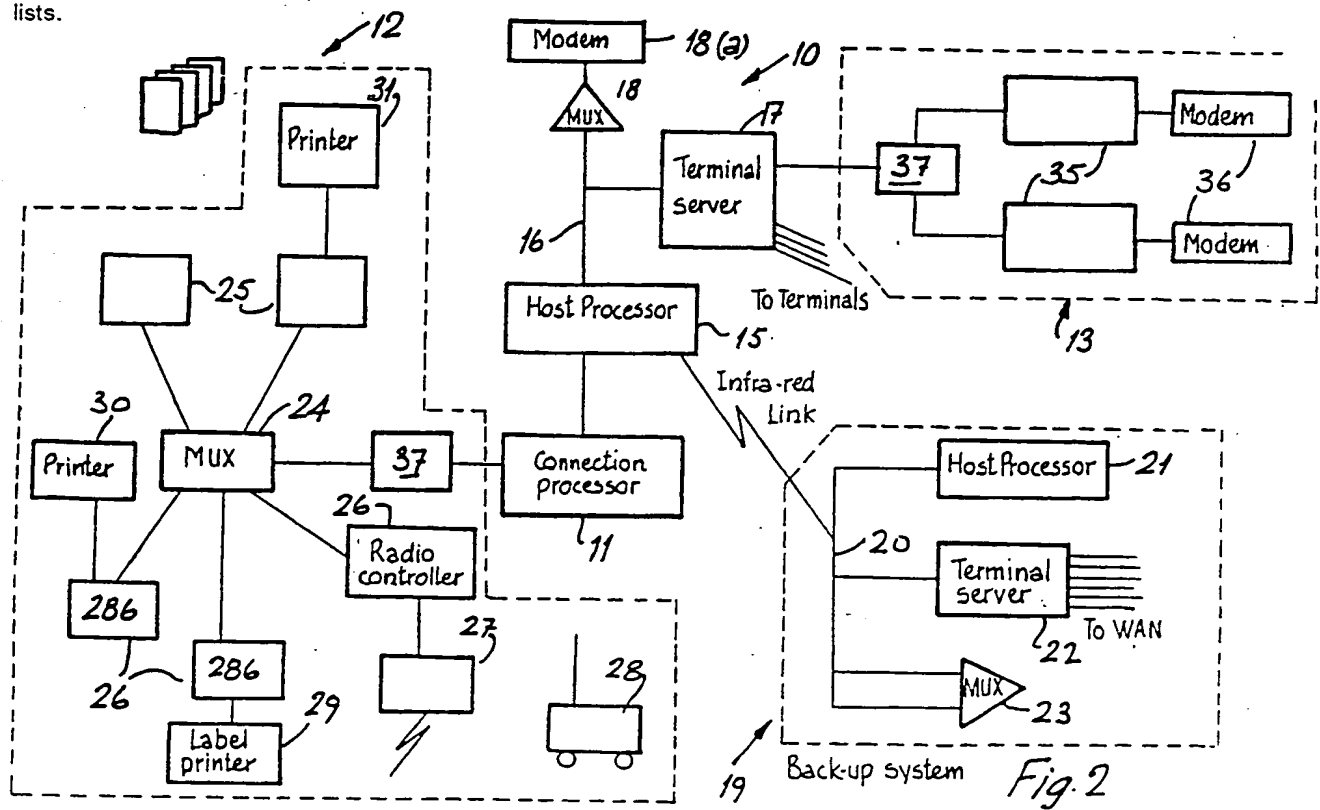 lists.
12
Modem
18 (a)
10
31
Printer
18
MUX
17
Terminal
server
37
35
Modem
36
Modem
16
25
To Terminals
13
Host Processor
15
Infra-red
Link
30
24
Printer
MUX
37
Connection
processor
11
Host Processor
21
26
Radio
controller
20
Terminal
server
22
To WAN
286
26
286
27
28
MUX
23
29
Label
printer
19
Back-up system
Fig. 2